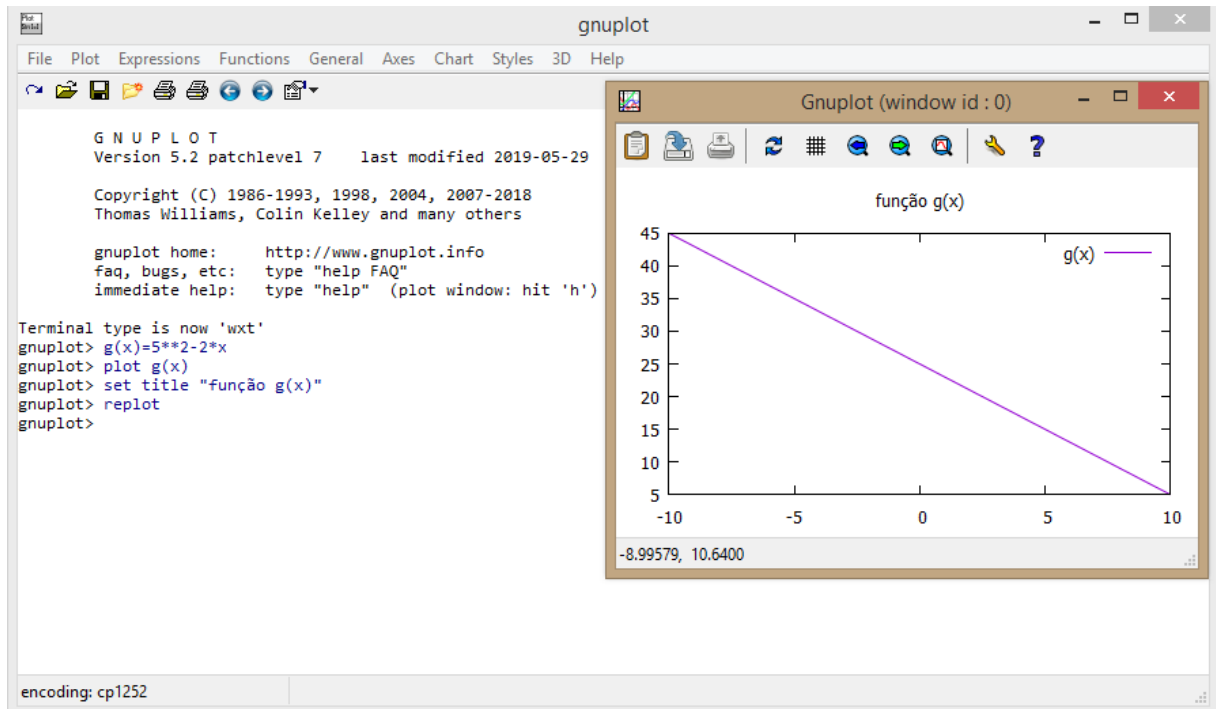 gnuplot
File Plot Expressions Functions General Axes Chart Styles 3D Help
G N U P L O T
Version 5.2 patchlevel 7    last modified 2019-05-29
Copyright (C) 1986-1993, 1998, 2004, 2007-2018
Thomas Williams, Colin Kelley and many others
gnuplot home:     http://www.gnuplot.info
faq, bugs, etc:   type "help FAQ"
immediate help:   type "help"  (plot window: hit 'h')
Terminal type is now 'wxt'
gnuplot> g(x)=5**2-2*x
gnuplot> plot g(x)
gnuplot> set title "função g(x)"
gnuplot> replot
gnuplot>
Gnuplot (window id : 0)
função g(x)
g(x)
45
40
35
30
25
20
15
10
5
-10 -5 0 5 10
-8.99579, 10.6400
encoding: cp1252